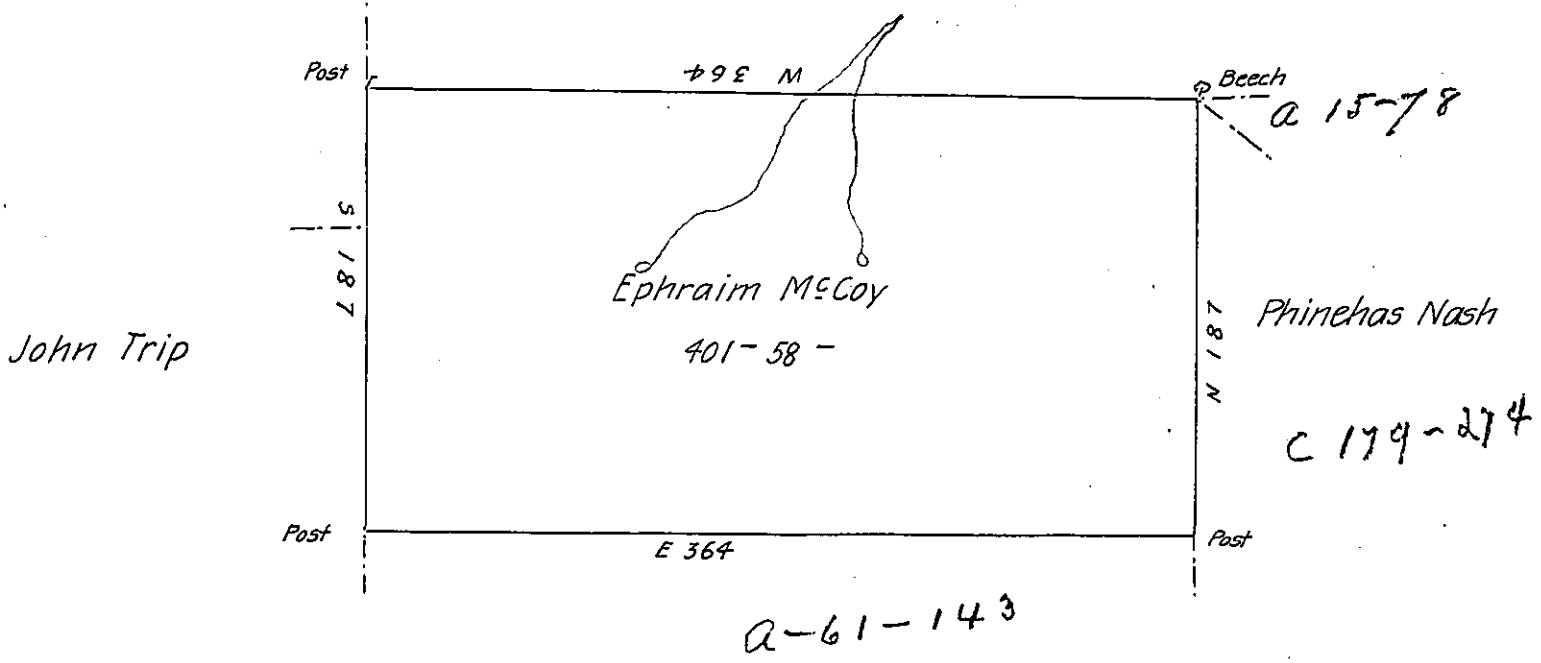 Post
W 364
Beech
a 15-78
S 187
Ephraim McCoy
401-58-
John Trip
Phinehas Nash
N 187
C 179-274
Post
E 364
Post
a-61-143